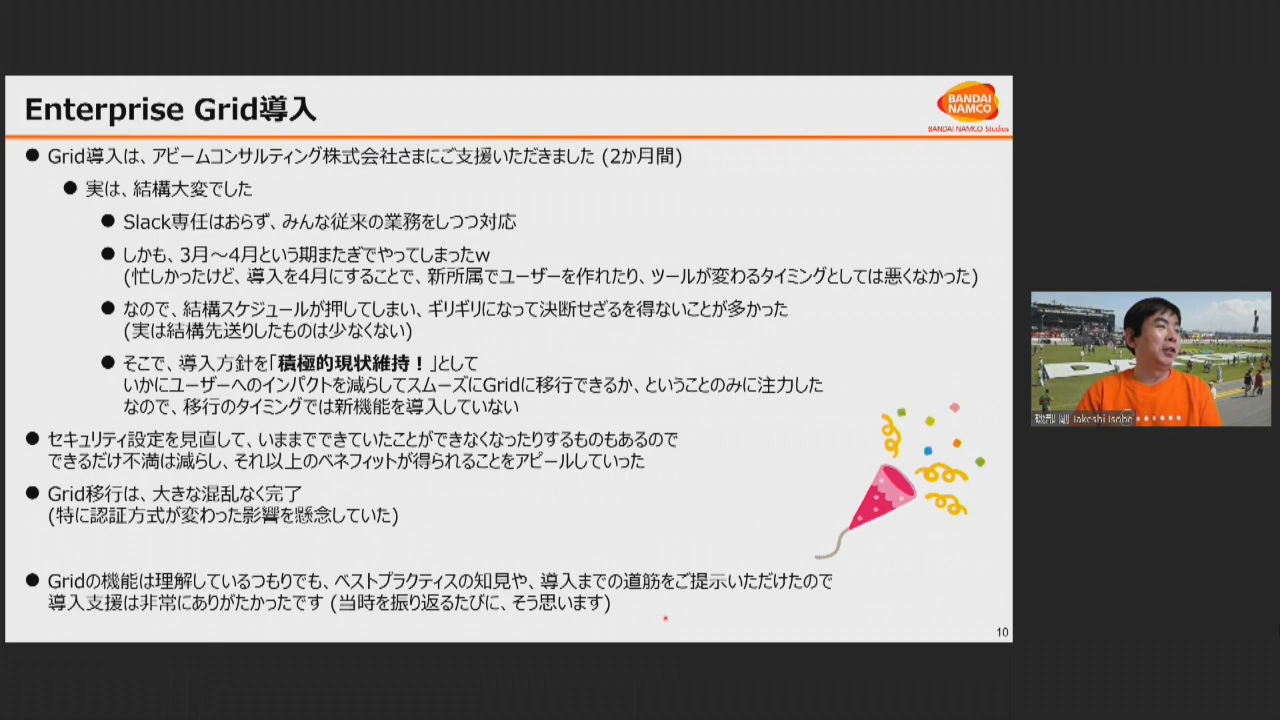 Enterprise Grid導入
BANDAI
NAMCO
BANDAI NAMCO Studios
● Grid導入は、アビームコンサルティング株式会社さまにご支援いただきました (2か月間)
● 実は、結構大変でした
● Slack専任はおらず、みんな従来の業務をしつつ対応
● しかも、3月～4月という期またぎでやってしまったw
(忙しかったけど、導入を4月にすることで、新所属でユーザーを作れたり、ツールが変わるタイミングとしては悪くなかった)
● なので、結構スケジュールが押してしまい、ギリギリになって決断せざるを得ないことが多かった
(実は結構先送りしたものは少なくない)
● そこで、導入方針を「積極的現状維持！」として
いかにユーザーへのインパクトを減らしてスムーズにGridに移行できるか、ということのみに注力した
なので、移行のタイミングでは新機能を導入していない
● セキュリティ設定を見直して、いままでできていたことができなくなったりするものもあるので
できるだけ不満は減らし、それ以上のベネフィットが得られることをアピールしていった
● Grid移行は、大きな混乱なく完了
(特に認証方式が変わった影響を懸念していた)
● Gridの機能は理解しているつもりでも、ベストプラクティスの知見や、導入までの道筋をご提示いただけたので
導入支援は非常にありがたかったです (当時を振り返るたびに、そう思います)
10
Takeshi Isobe